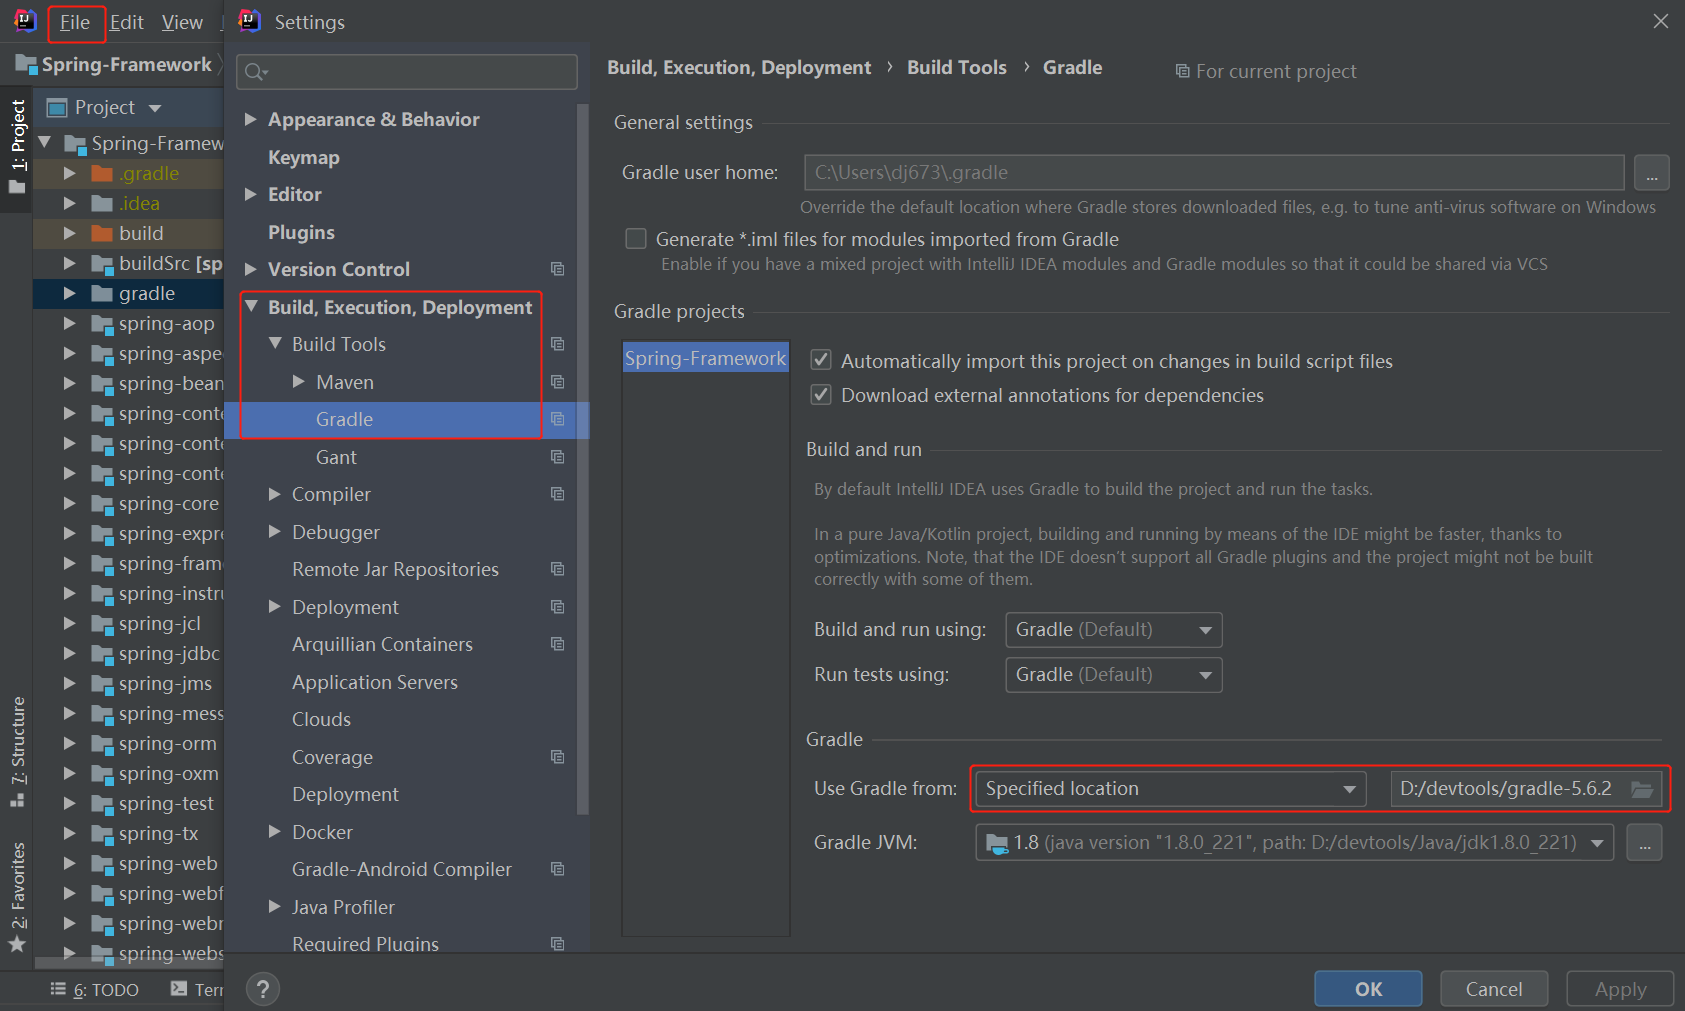 File Edit View
Settings
Spring-Framework
Build, Execution, Deployment › Build Tools › Gradle
For current project
1: Project
Project
Spring-Framew
.gradle
.idea
build
buildSrc [sp
gradle
spring-aop
spring-aspe
spring-bean
spring-conte
spring-conte
spring-conte
spring-core
spring-expre
spring-fram
spring-instru
spring-jcl
spring-jdbc
spring-jms
spring-mess
spring-orm
spring-oxm
spring-test
spring-tx
spring-web
spring-webf
spring-webr
spring-webs
7: Structure
2: Favorites
6: TODO
Terr
Appearance & Behavior
Keymap
Editor
Plugins
Version Control
Build, Execution, Deployment
Build Tools
Maven
Gradle
Gant
Compiler
Debugger
Remote Jar Repositories
Deployment
Arquillian Containers
Application Servers
Clouds
Coverage
Deployment
Docker
Gradle-Android Compiler
Java Profiler
Required Plugins
General settings
Gradle user home: C:\Users\dj673\.gradle ...
Override the default location where Gradle stores downloaded files, e.g. to tune anti-virus software on Windows
Generate *.iml files for modules imported from Gradle
Enable if you have a mixed project with IntelliJ IDEA modules and Gradle modules so that it could be shared via VCS
Gradle projects
Spring-Framework
Automatically import this project on changes in build script files
Download external annotations for dependencies
Build and run
By default IntelliJ IDEA uses Gradle to build the project and run the tasks.
In a pure Java/Kotlin project, building and running by means of the IDE might be faster, thanks to
optimizations. Note, that the IDE doesn't support all Gradle plugins and the project might not be built
correctly with some of them.
Build and run using: Gradle (Default)
Run tests using: Gradle (Default)
Gradle
Use Gradle from: Specified location D:/devtools/gradle-5.6.2
Gradle JVM: 1.8 (java version "1.8.0_221", path: D:/devtools/Java/jdk1.8.0_221) ...
?
OK
Cancel
Apply